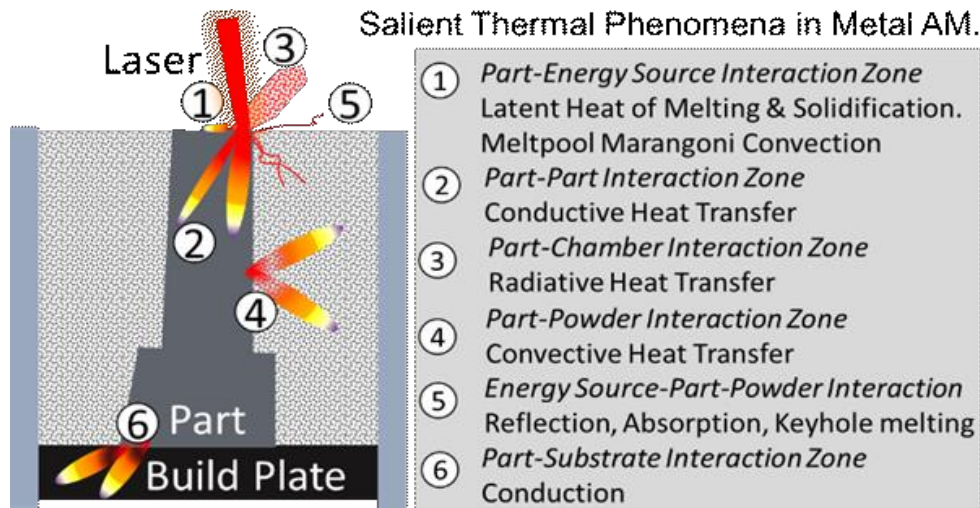 Salient Thermal Phenomena in Metal AM.
Laser
3
1
5
2
4
6
Part
Build Plate
1 Part-Energy Source Interaction Zone
Latent Heat of Melting & Solidification.
Meltpool Marangoni Convection
2 Part-Part Interaction Zone
Conductive Heat Transfer
3 Part-Chamber Interaction Zone
Radiative Heat Transfer
4 Part-Powder Interaction Zone
Convective Heat Transfer
5 Energy Source-Part-Powder Interaction
Reflection, Absorption, Keyhole melting
6 Part-Substrate Interaction Zone
Conduction